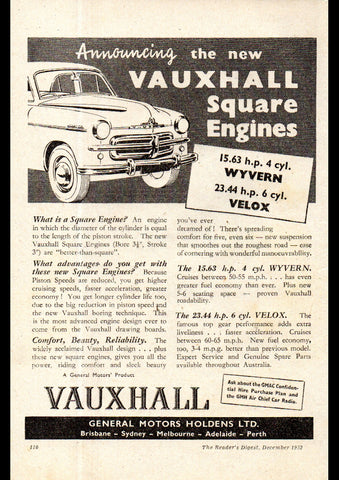 Announcing the new
VAUXHALL
Square
Engines
15.63 h.p. 4 cyl.
WYVERN
23.44 h.p. 6 cyl.
VELOX
What is a Square Engine? An engine
in which the diameter of the cylinder is equal
to the length of the piston stroke. The new
Vauxhall Square Engines (Bore 3⅛", Stroke
3") are "better-than-square".
What advantages do you get with
these new Square Engines? Because
Piston Speeds are reduced, you get higher
cruising speeds, faster acceleration, greater
economy! You get longer cylinder life too,
due to the big reduction in piston speed and
the new Vauxhall boring technique. This
is the most advanced engine design ever to
come from the Vauxhall drawing boards.
Comfort, Beauty, Reliability. The
widely acclaimed Vauxhall design . . . plus
these new square engines, gives you all the
power, riding comfort and sleek beauty
you've ever
dreamed of! There's spreading
comfort for five, even six — new suspension
that smoothes out the roughest road — ease
of cornering with wonderful manoeuvrability.
The 15.63 h.p. 4 cyl. WYVERN.
Cruises between 50-55 m.p.h. . . . has even
greater fuel economy than ever. Plus new
5-6 seating space — proven Vauxhall
roadability.
The 23.44 h.p. 6 cyl. VELOX. The
famous top gear performance adds extra
liveliness . . . faster acceleration. Cruises
between 60-65 m.p.h. New fuel economy,
too, 3-4 m.p.g. better than previous model.
Expert Service and Genuine Spare Parts
available throughout Australia.
A General Motors' Product
VAUXHALL
Ask about the GMAC Confiden-
tial Hire Purchase Plan and
the GMH Air Chief Car Radio.
GENERAL MOTORS HOLDENS LTD.
Brisbane - Sydney - Melbourne - Adelaide - Perth
116
The Reader's Digest, December 1952